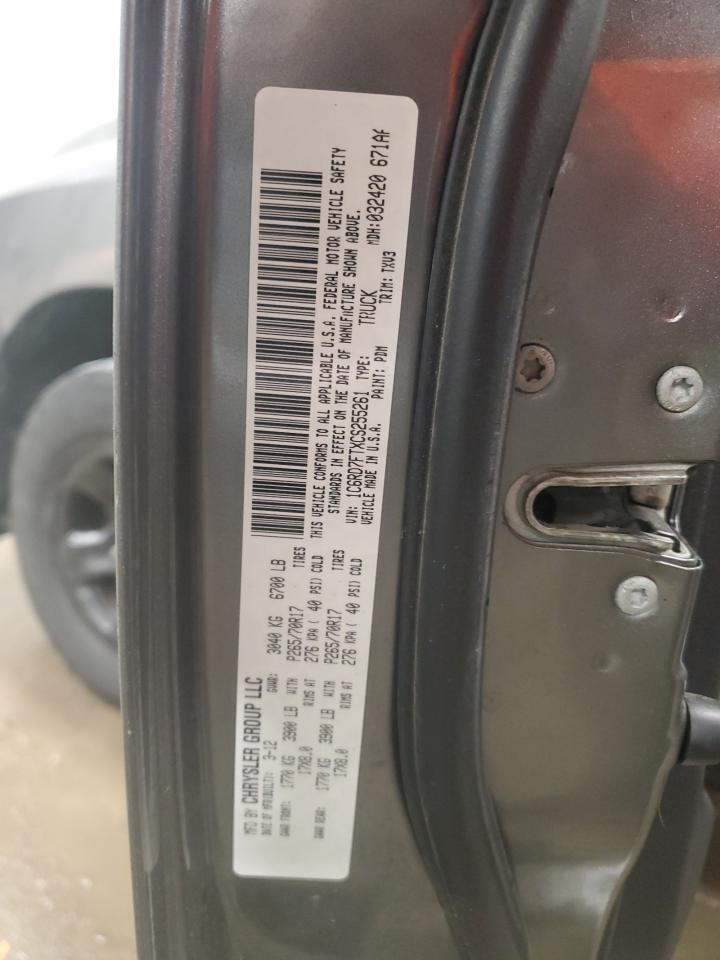 MFD BY CHRYSLER GROUP LLC
DATE OF MFR(BUILT): 3-12 GVWR: 3040 KG 6700 LB
GAWR FRONT: WITH TIRES
1770 KG 3900 LB P265/70R17
RIMS AT
17X8.0 276 KPA ( 40 PSI) COLD
GAWR REAR: WITH TIRES
1770 KG 3900 LB P265/70R17
RIMS AT
17X8.0 276 KPA ( 40 PSI) COLD
THIS VEHICLE CONFORMS TO ALL APPLICABLE U.S.A. FEDERAL MOTOR VEHICLE SAFETY
STANDARDS IN EFFECT ON THE DATE OF MANUFACTURE SHOWN ABOVE.
VIN: 1C6RD7FTXCS255261 TYPE: TRUCK MDH:032420 671AF
VEHICLE MADE IN U.S.A. PAINT: PDM TRIM: TXV3